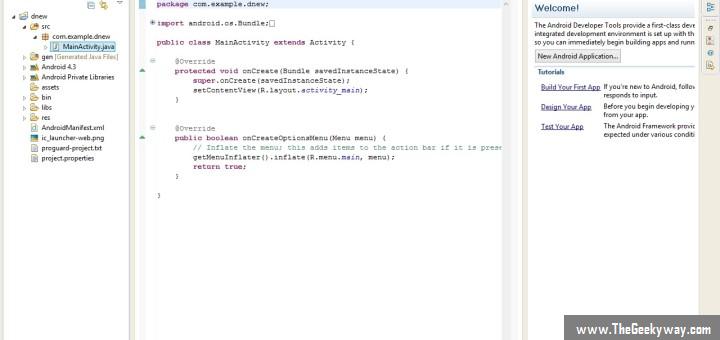 dnew
src
com.example.dnew
MainActivity.java
gen [Generated Java Files]
Android 4.3
Android Private Libraries
assets
bin
libs
res
AndroidManifest.xml
ic_launcher-web.png
proguard-project.txt
project.properties
package com.example.dnew;
import android.os.Bundle;
public class MainActivity extends Activity {
@Override
protected void onCreate(Bundle savedInstanceState) {
super.onCreate(savedInstanceState);
setContentView(R.layout.activity_main);
}
@Override
public boolean onCreateOptionsMenu(Menu menu) {
// Inflate the menu; this adds items to the action bar if it is prese
getMenuInflater().inflate(R.menu.main, menu);
return true;
}
}
Welcome!
The Android Developer Tools provide a first-class deve
integrated development environment is set up with th
so you can immediately begin building apps and runn
New Android Application...
Tutorials
Build Your First App If you're new to Android, follow
responds to input.
Design Your App Before you begin developing y
from your app.
Test Your App The Android Framework provid
expected under various conditi
www.TheGeekyway.com